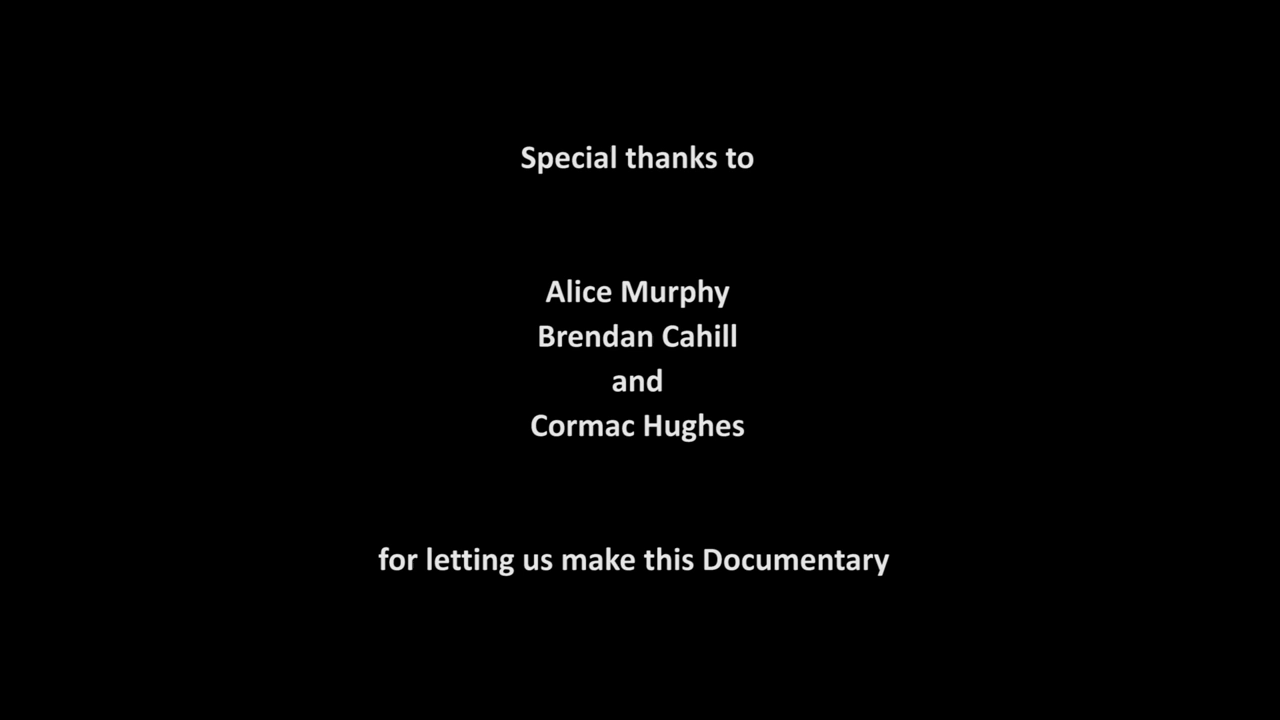 Special thanks to
Alice Murphy
Brendan Cahill
and
Cormac Hughes
for letting us make this Documentary